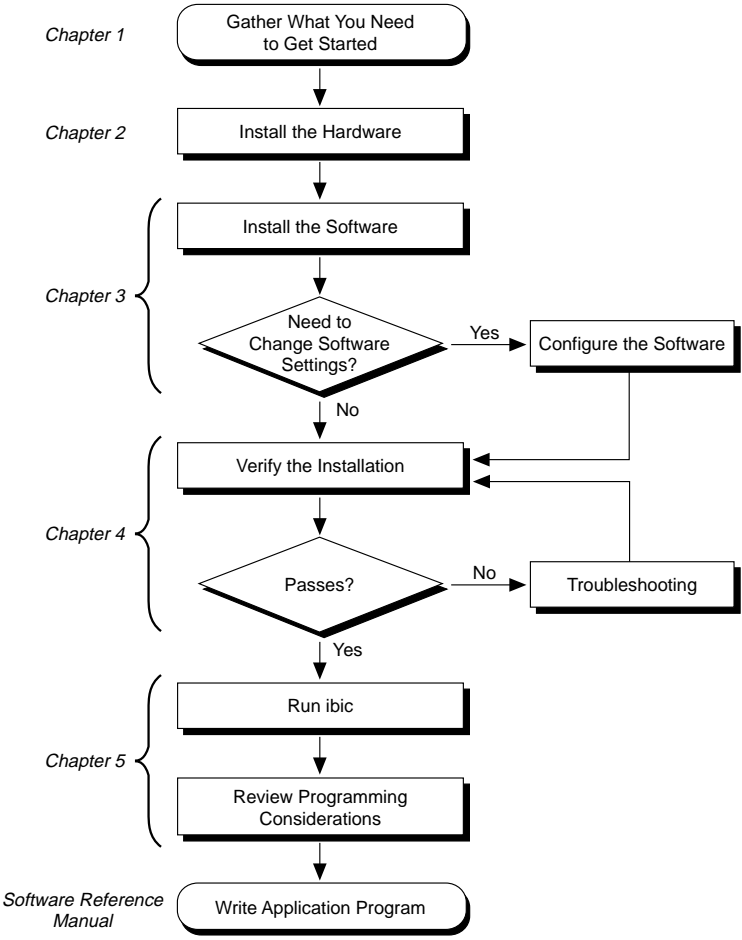 Chapter 1
Gather What You Need
to Get Started
Chapter 2
Install the Hardware
Install the Software
Chapter 3
Need to
Change Software
Settings?
Yes
Configure the Software
No
Verify the Installation
Chapter 4
Passes?
No
Troubleshooting
Yes
Run ibic
Chapter 5
Review Programming
Considerations
Software Reference
Manual
Write Application Program